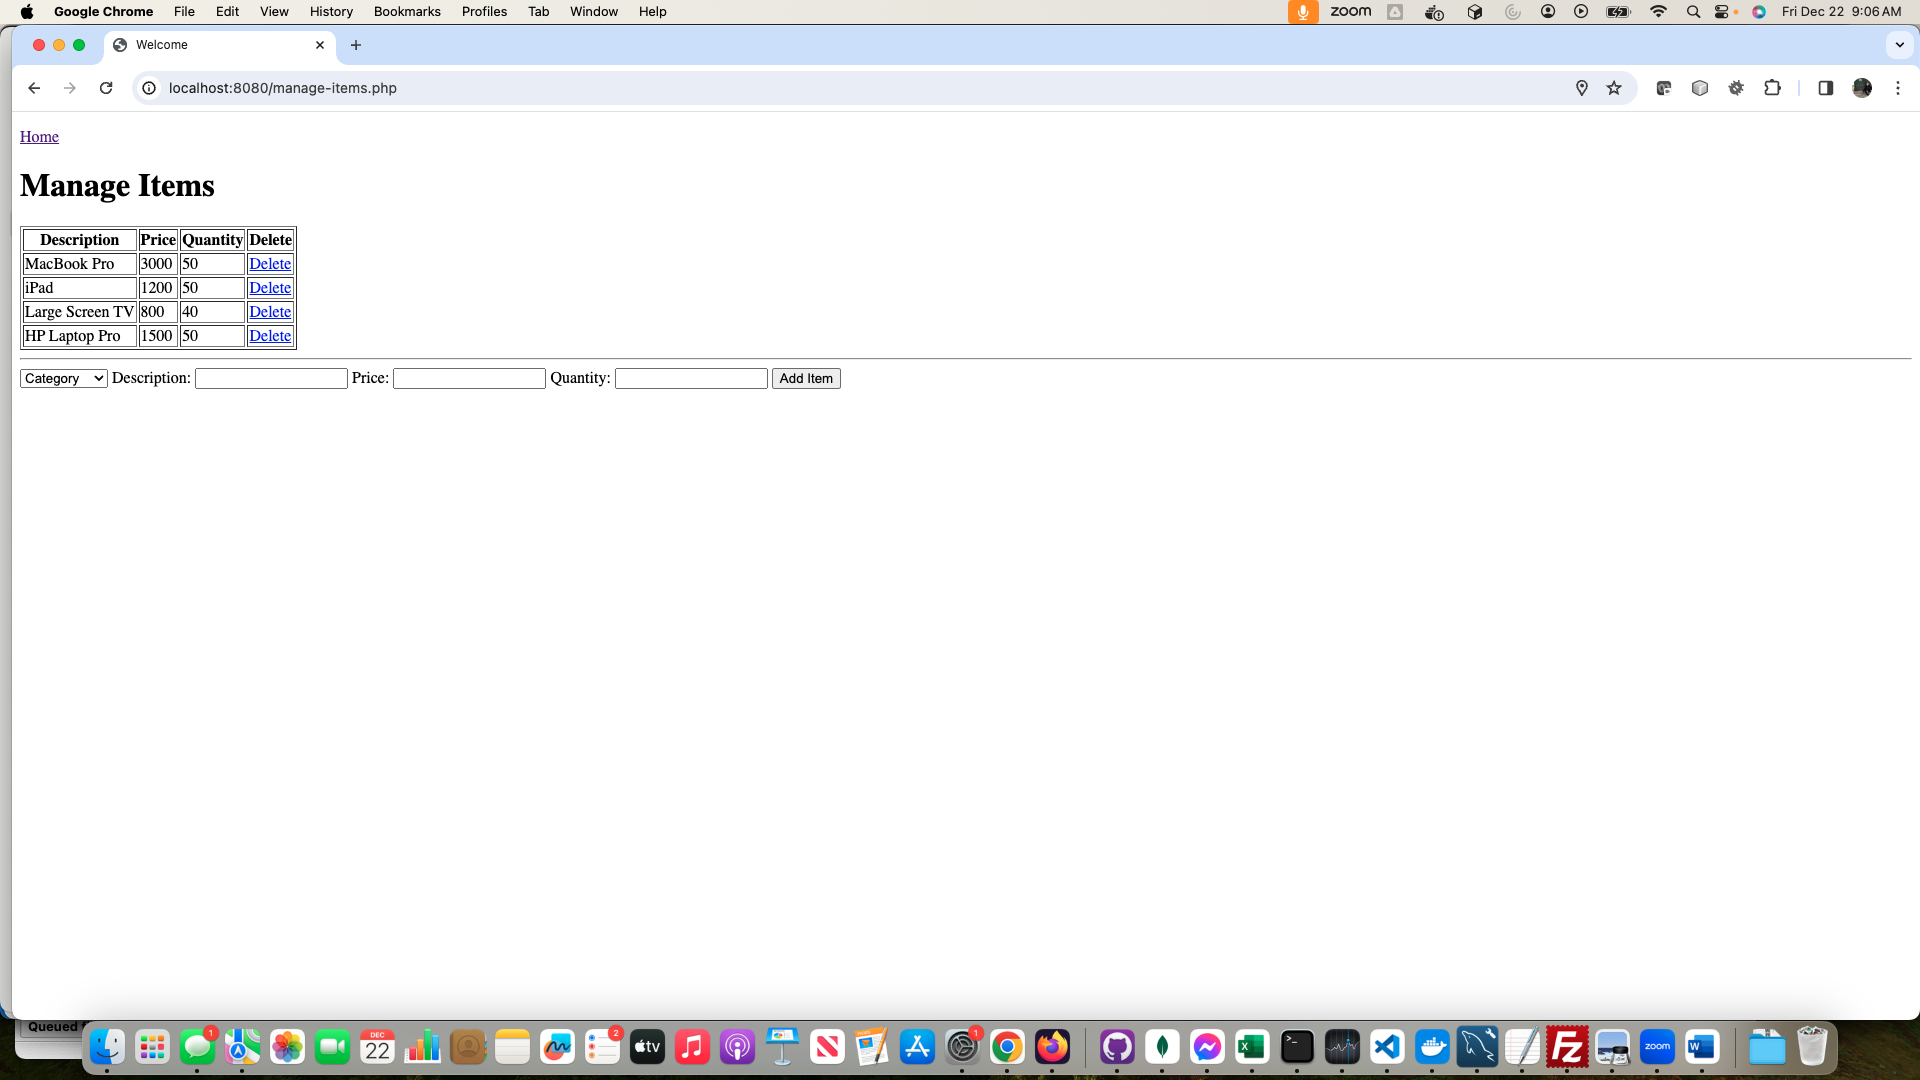 Google Chrome File Edit View History Bookmarks Profiles Tab Window Help zoom Fri Dec 22 9:06 AM
Welcome
localhost:8080/manage-items.php
Home
Manage Items
Description Price Quantity Delete
MacBook Pro 3000 50 Delete
iPad 1200 50 Delete
Large Screen TV 800 40 Delete
HP Laptop Pro 1500 50 Delete
Category Description: Price: Quantity: Add Item
Queued
1 DEC 22 2 tv 1 X >_ Fz zoom W